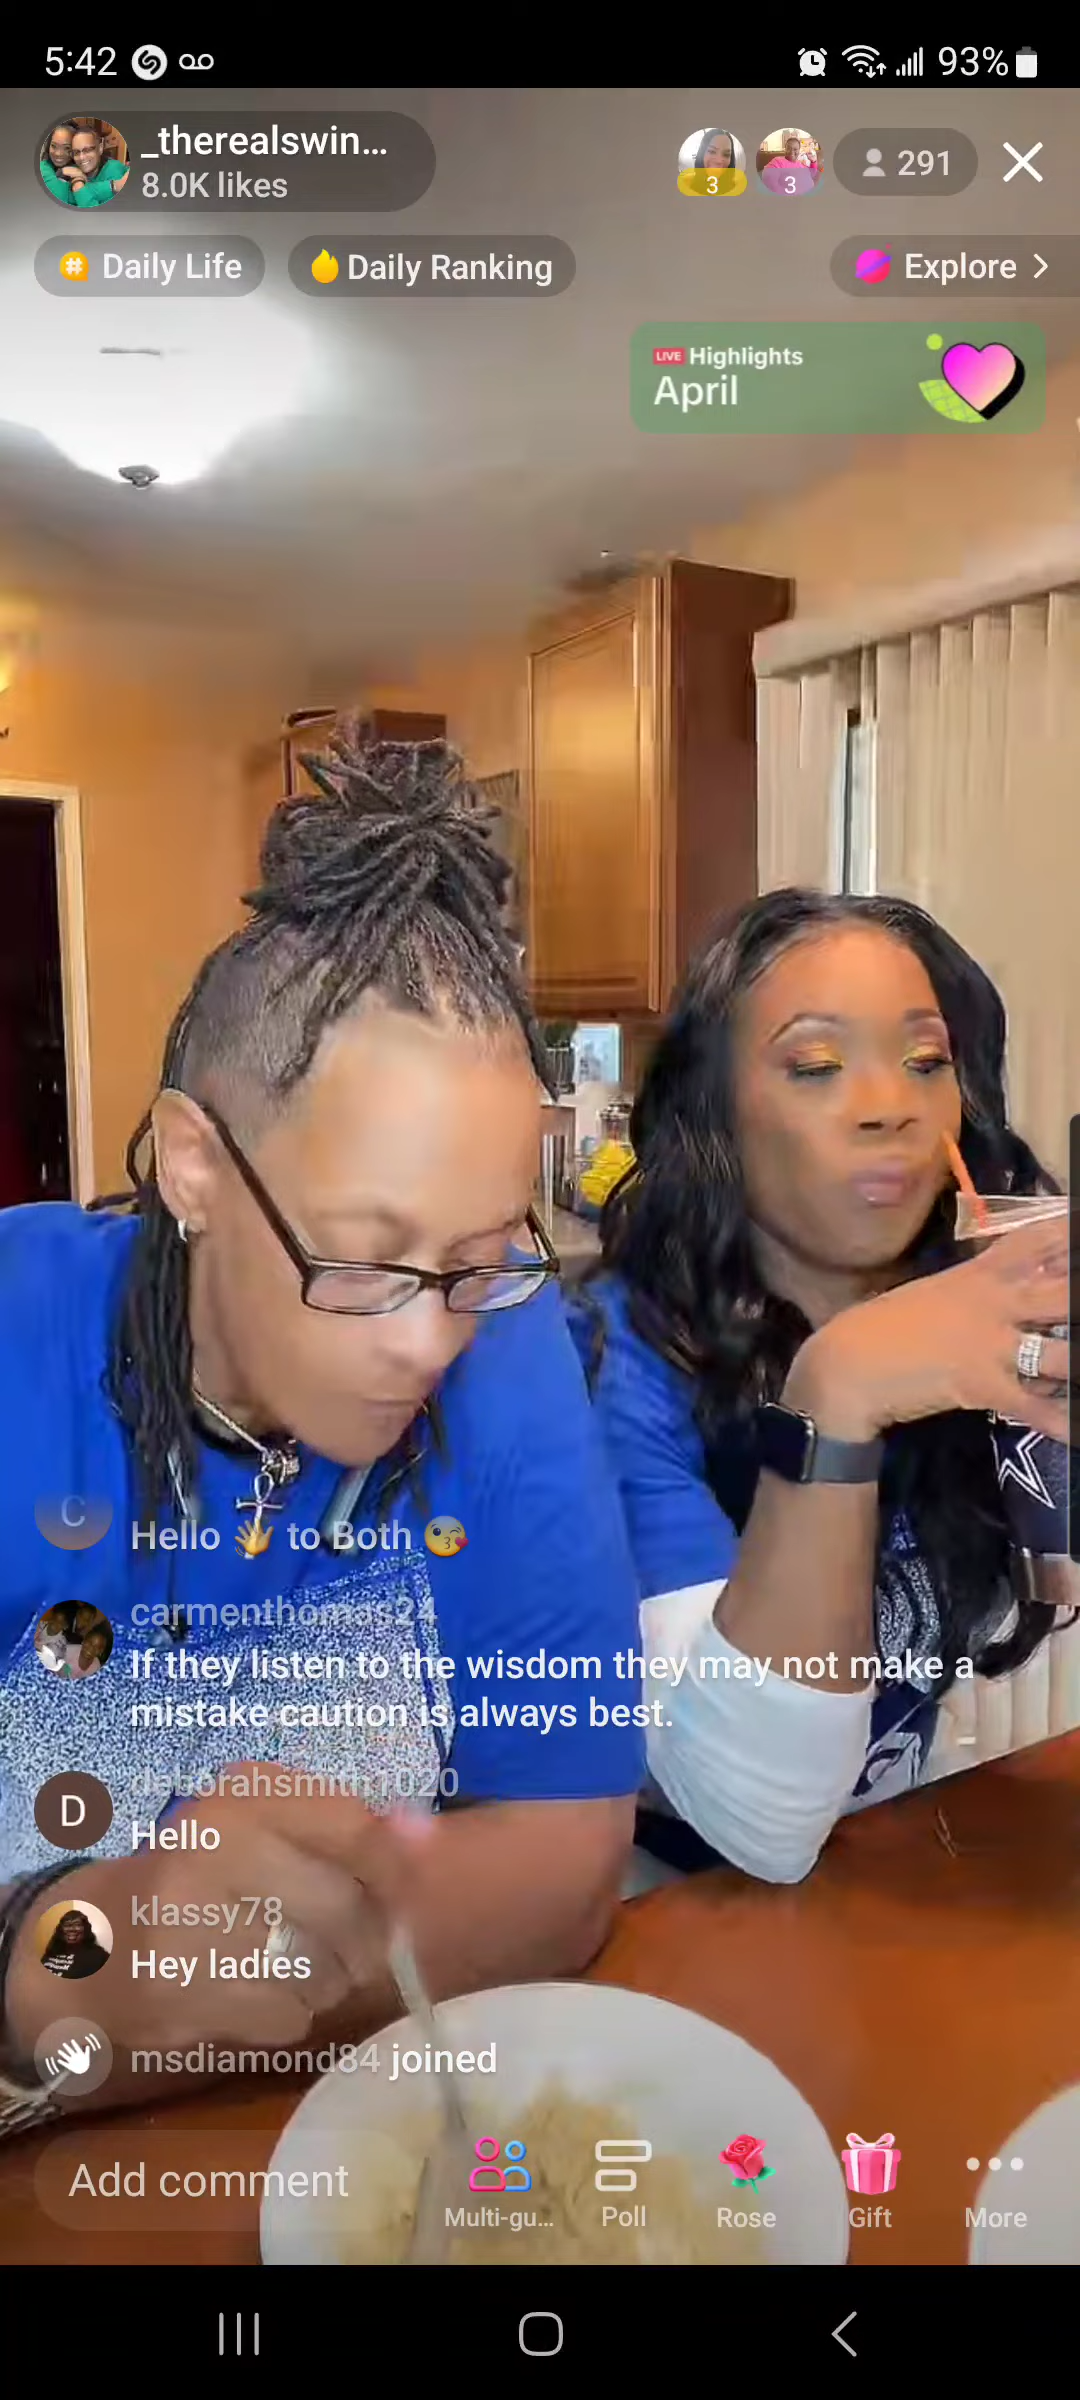 5:42 93%
_therealswin...
8.0K likes
3
3
291
Daily Life
Daily Ranking
Explore
LIVE Highlights
April
C
Hello 👋 to Both 😘
carmenthomas24
If they listen to the wisdom they may not make a
mistake caution is always best.
deborahsmith1020
D
Hello
klassy78
Hey ladies
msdiamond84 joined
Add comment
Multi-gu...
Poll
Rose
Gift
More